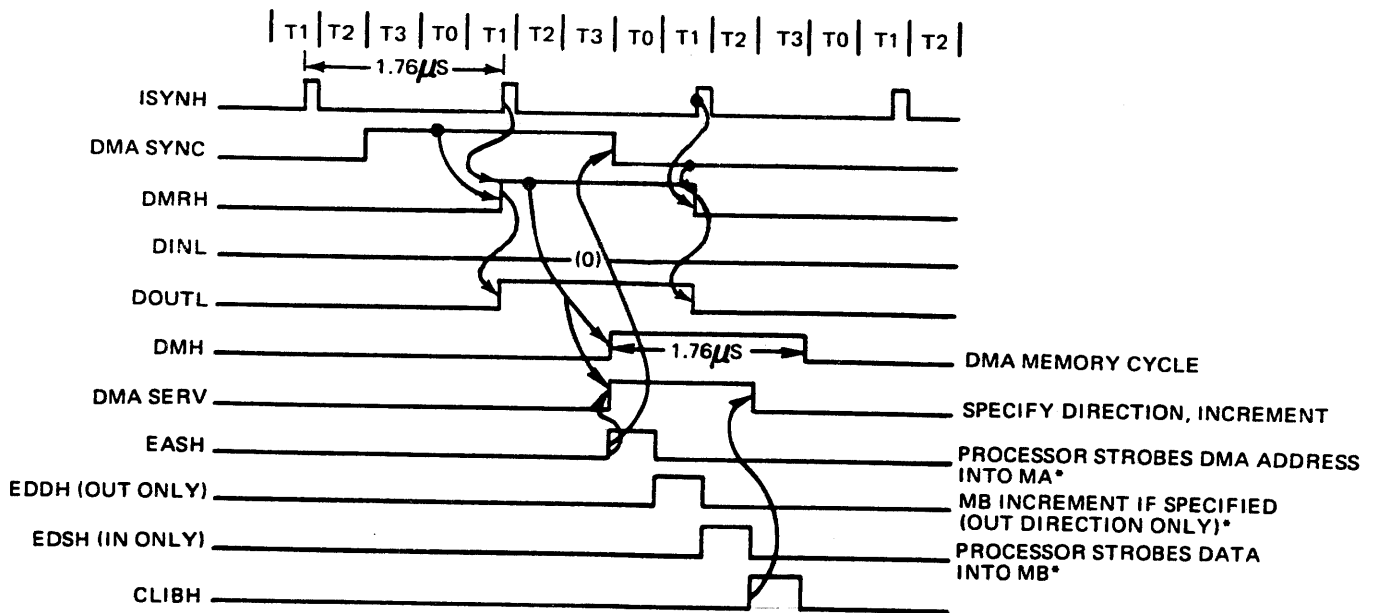 T1 | T2 | T3 | T0 | T1 | T2 | T3 | T0 | T1 | T2 | T3 | T0 | T1 | T2
1.76μS
ISYNH
DMA SYNC
DMRH
DINL
(0)
DOUTL
DMH
1.76μS
DMA MEMORY CYCLE
DMA SERV
SPECIFY DIRECTION, INCREMENT
EASH
PROCESSOR STROBES DMA ADDRESS
INTO MA*
EDDH (OUT ONLY)
MB INCREMENT IF SPECIFIED
(OUT DIRECTION ONLY)*
EDSH (IN ONLY)
PROCESSOR STROBES DATA
INTO MB*
CLIBH